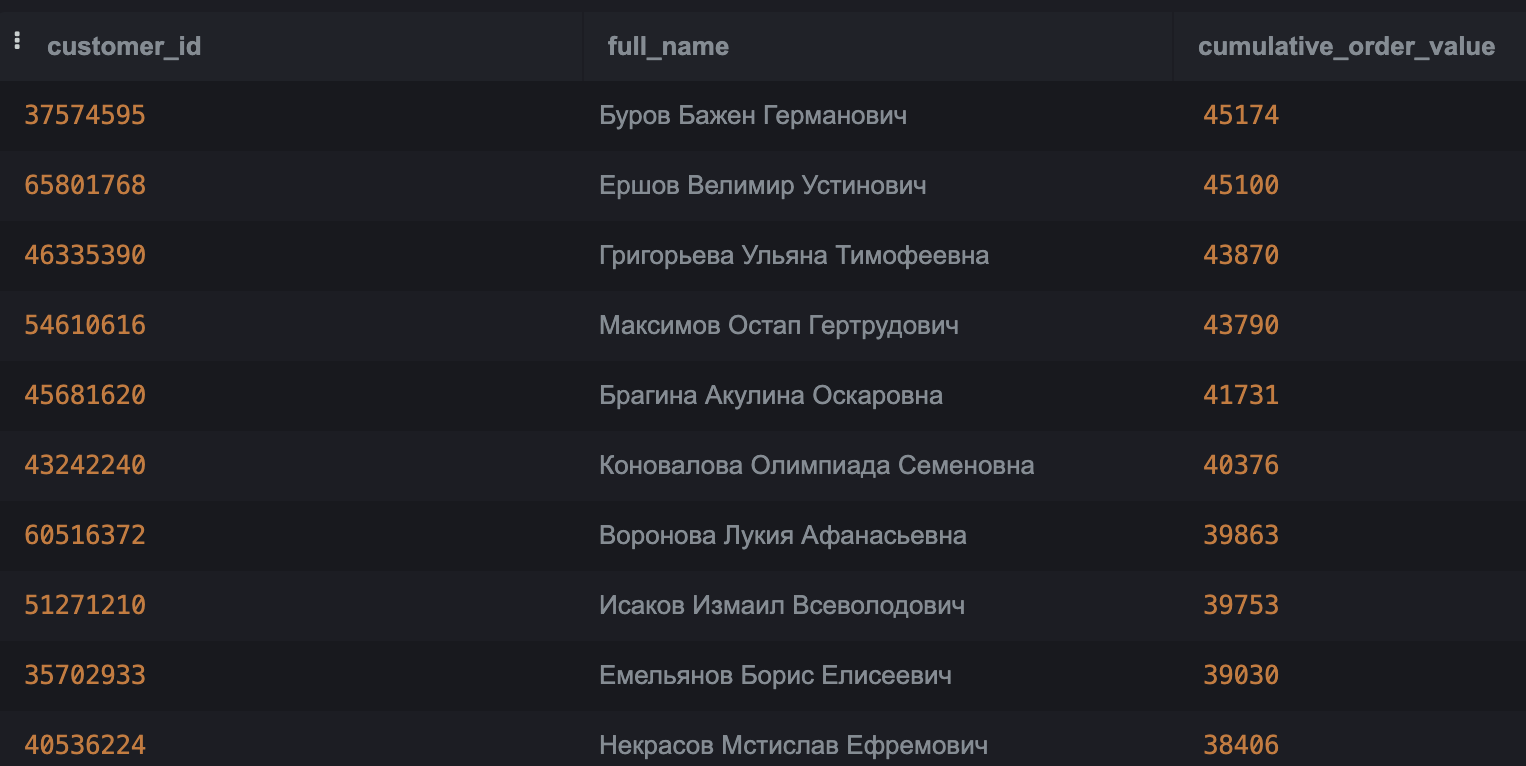 customer_id full_name cumulative_order_value
37574595 Буров Бажен Германович 45174
65801768 Ершов Велимир Устинович 45100
46335390 Григорьева Ульяна Тимофеевна 43870
54610616 Максимов Остап Гертрудович 43790
45681620 Брагина Акулина Оскаровна 41731
43242240 Коновалова Олимпиада Семеновна 40376
60516372 Воронова Лукия Афанасьевна 39863
51271210 Исаков Измаил Всеволодович 39753
35702933 Емельянов Борис Елисеевич 39030
40536224 Некрасов Мстислав Ефремович 38406